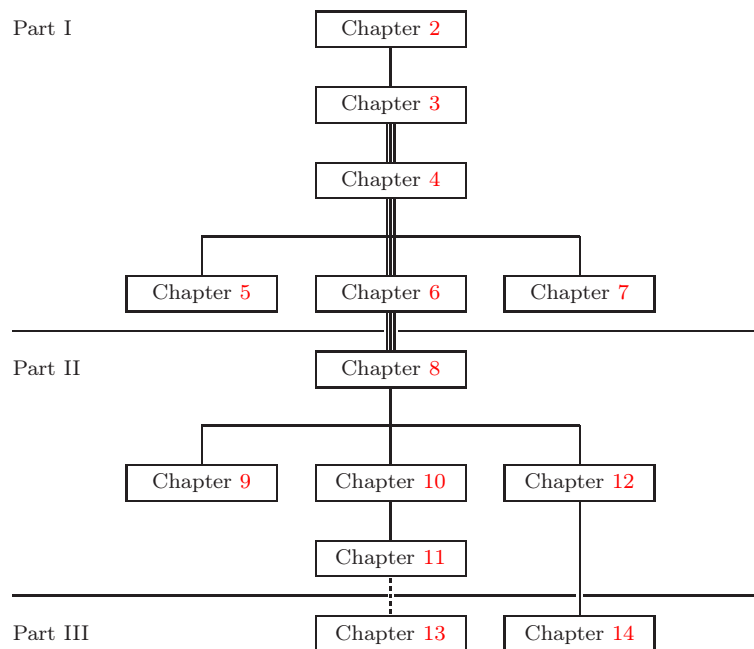 Part I
Chapter 2
Chapter 3
Chapter 4
Chapter 5
Chapter 6
Chapter 7
Part II
Chapter 8
Chapter 9
Chapter 10
Chapter 12
Chapter 11
Part III
Chapter 13
Chapter 14